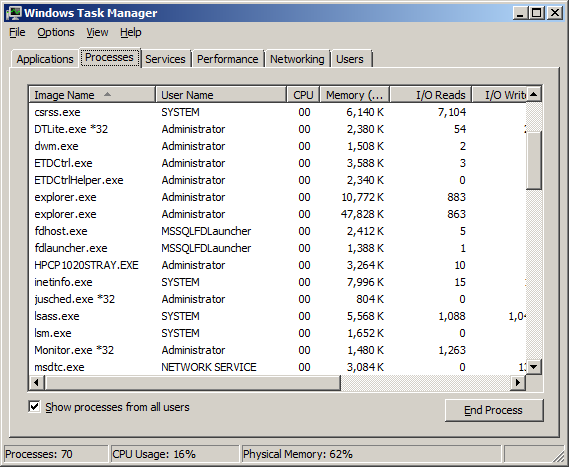 Windows Task Manager
File Options View Help
Applications Processes Services Performance Networking Users
Image Name User Name CPU Memory (... I/O Reads I/O Writ
csrss.exe SYSTEM 00 6,140 K 7,104
DTLite.exe *32 Administrator 00 2,380 K 54
dwm.exe Administrator 00 1,508 K 2
ETDCtrl.exe Administrator 00 3,588 K 3
ETDCtrlHelper.exe Administrator 00 2,340 K 0
explorer.exe Administrator 00 10,772 K 883
explorer.exe Administrator 00 47,828 K 863
fdhost.exe MSSQLFDLauncher 00 2,412 K 5
fdlauncher.exe MSSQLFDLauncher 00 1,388 K 1
HPCP1020STRAY.EXE Administrator 00 3,264 K 10
inetinfo.exe SYSTEM 00 7,996 K 15
jusched.exe *32 Administrator 00 804 K 0
lsass.exe SYSTEM 00 5,568 K 1,088 1,04
lsm.exe SYSTEM 00 1,652 K 0
Monitor.exe *32 Administrator 00 1,480 K 1,263
msdtc.exe NETWORK SERVICE 00 3,084 K 0
Show processes from all users End Process
Processes: 70 CPU Usage: 16% Physical Memory: 62%